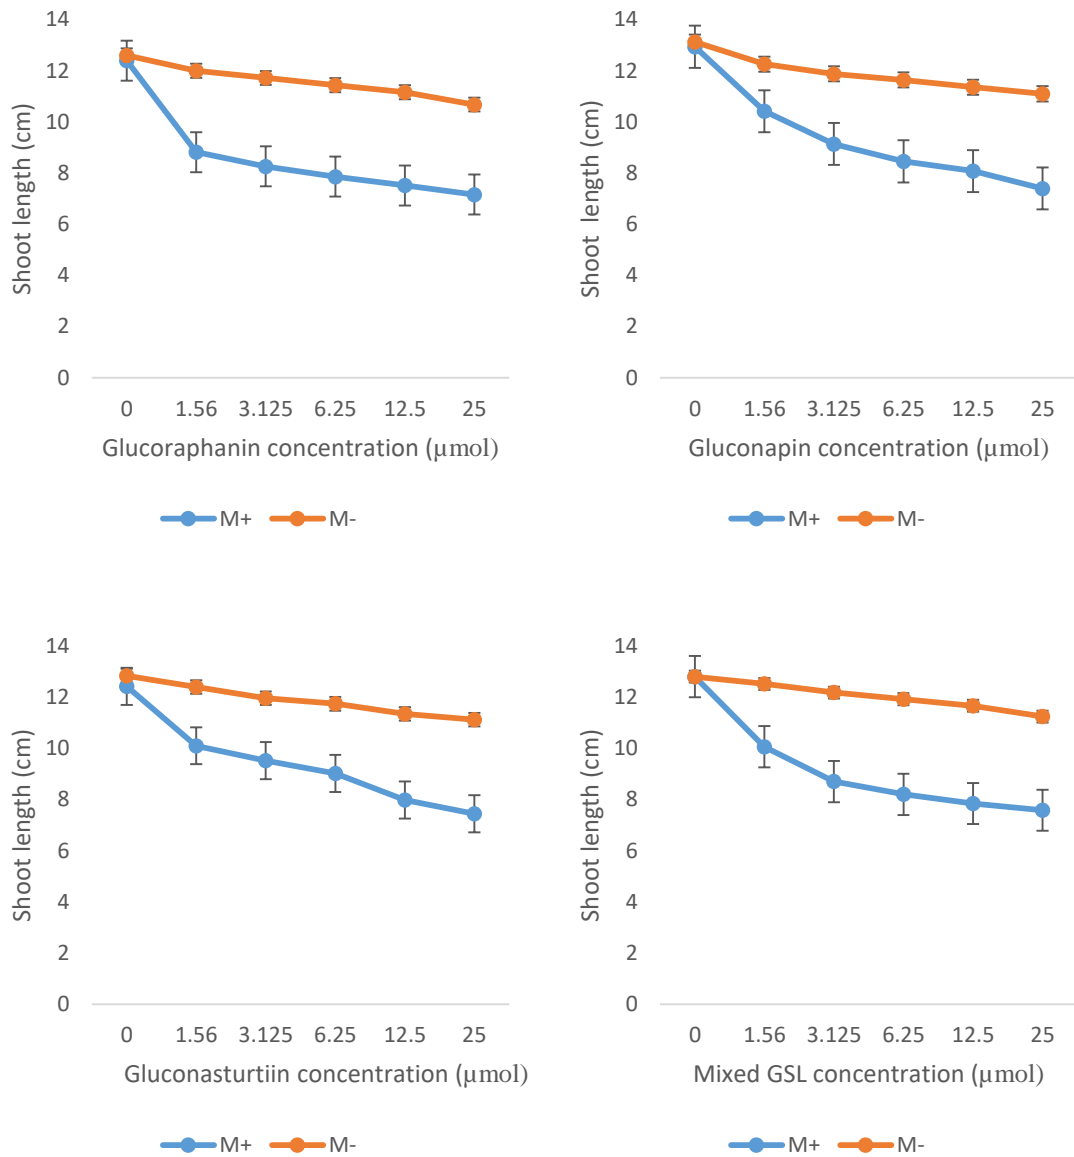 14
12
10
8
6
4
2
0
Shoot length (cm)
0 1.56 3.125 6.25 12.5 25
Glucoraphanin concentration (µmol)
M+ M-
14
12
10
8
6
4
2
0
Shoot length (cm)
0 1.56 3.125 6.25 12.5 25
Gluconapin concentration (µmol)
M+ M-
14
12
10
8
6
4
2
0
Shoot length (cm)
0 1.56 3.125 6.25 12.5 25
Gluconasturtiin concentration (µmol)
M+ M-
14
12
10
8
6
4
2
0
Shoot length (cm)
0 1.56 3.125 6.25 12.5 25
Mixed GSL concentration (µmol)
M+ M-